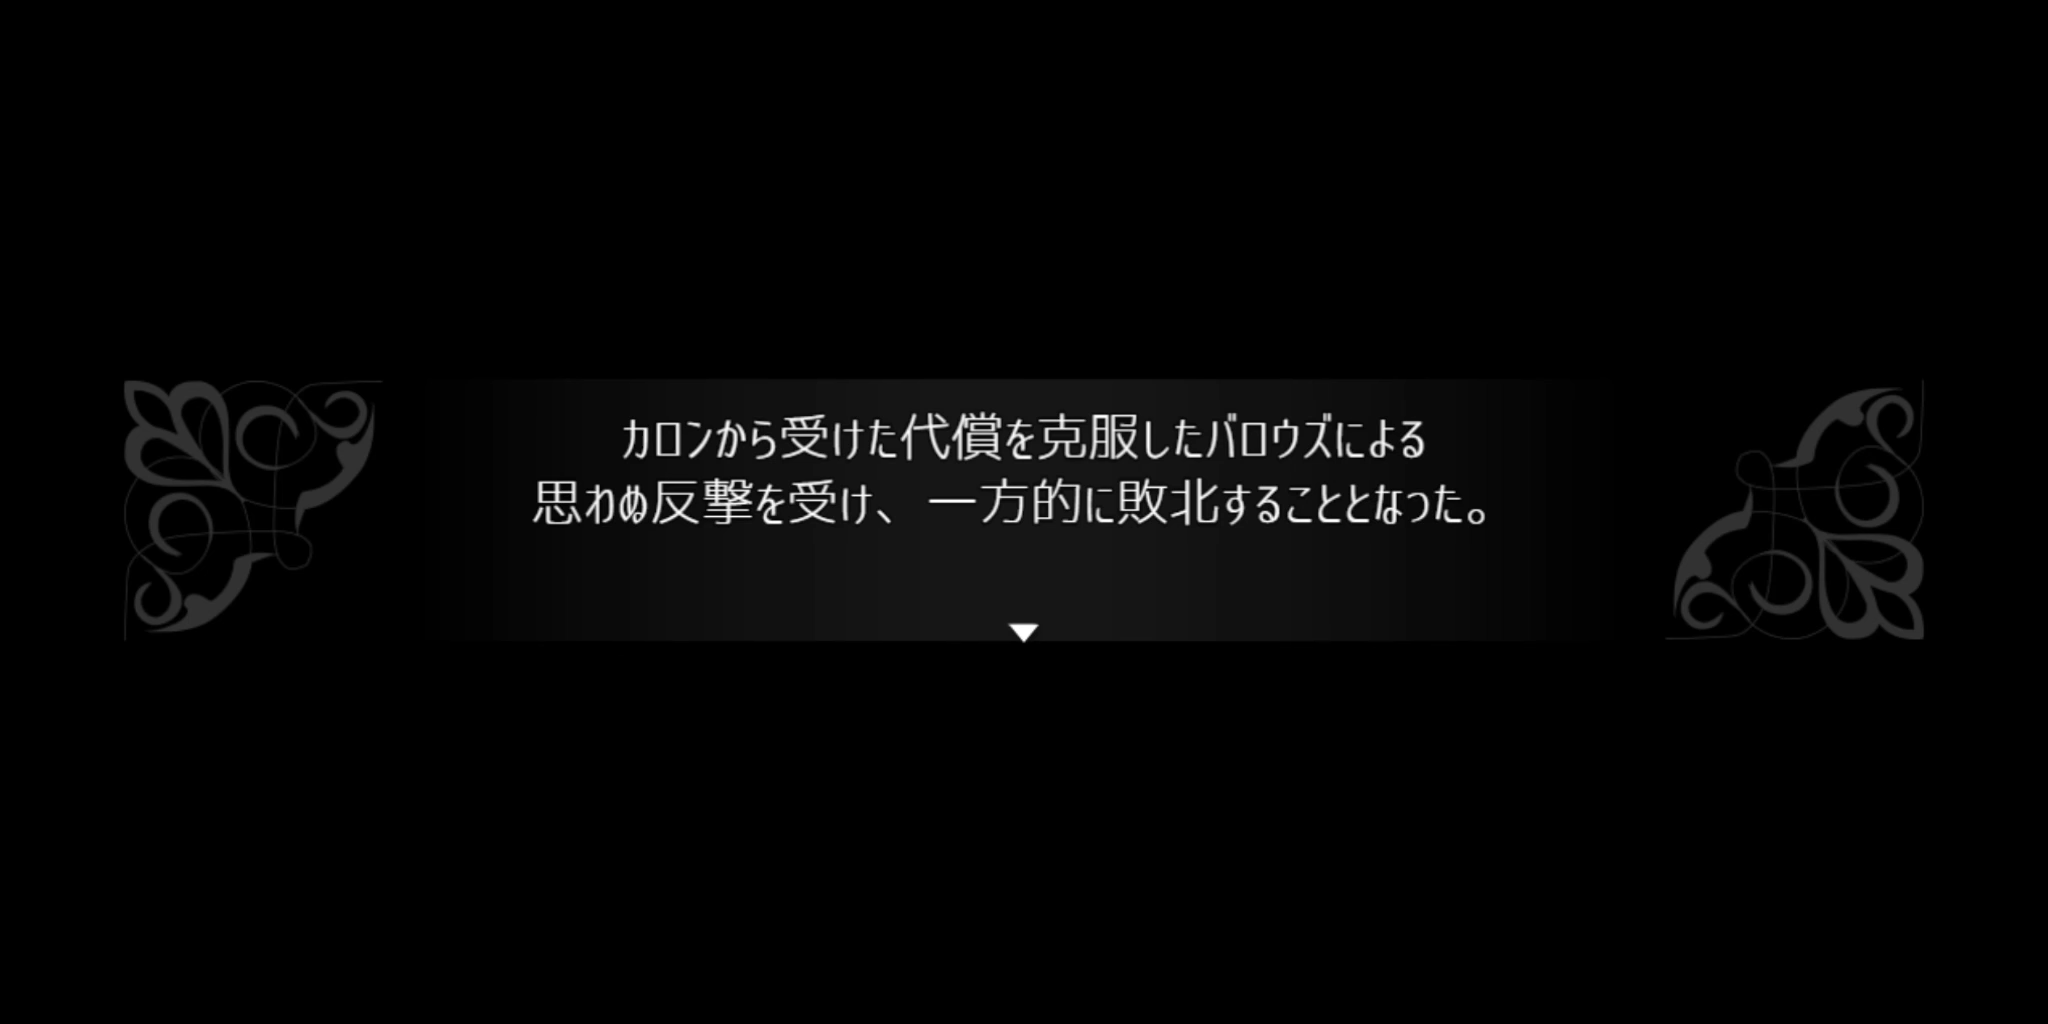 カロンから受けた代償を克服したバロウズによる
思わぬ反撃を受け、一方的に敗北することとなった。